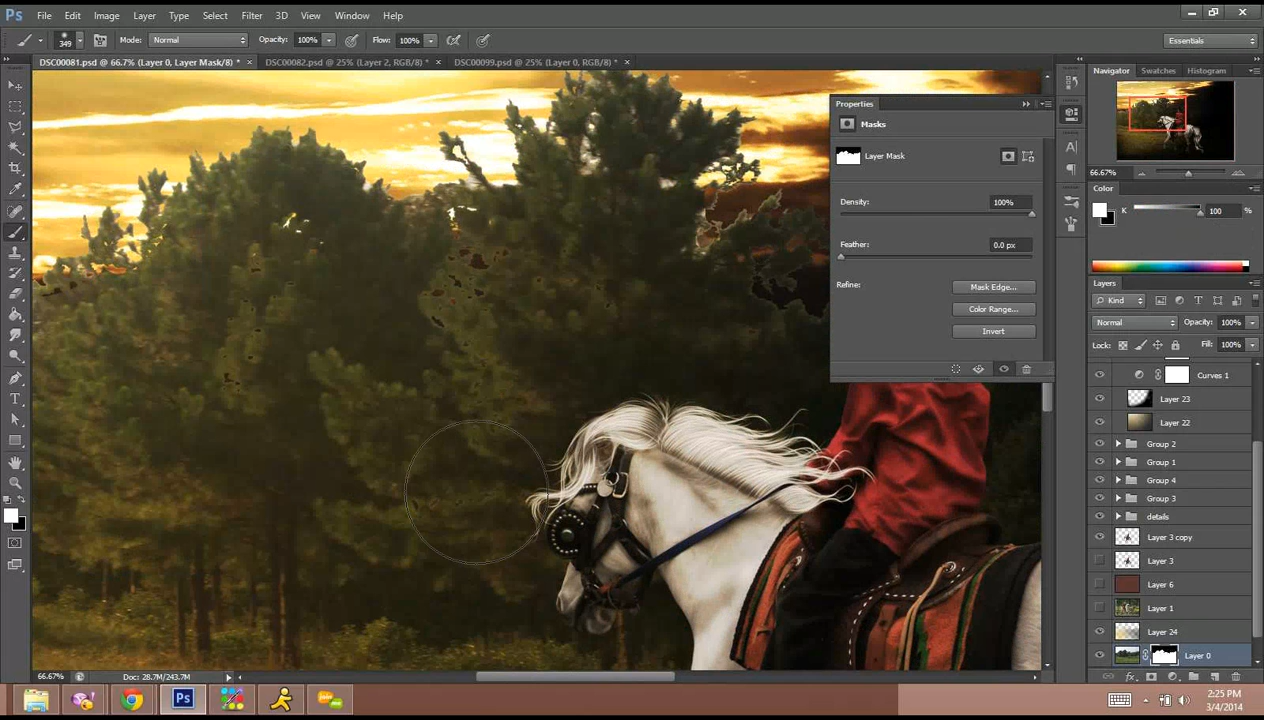 Ps File Edit Image Layer Type Select Filter 3D View Window Help
349 Mode: Normal Opacity: 100% Flow: 100% Essentials
DSC00081.psd @ 66.7% (Layer 0, Layer Mask/8) * × DSC00082.psd @ 25% (Layer 2, RGB/8) * × DSC00099.psd @ 25% (Layer 0, RGB/8) * ×
Navigator Swatches Histogram
Properties
Masks
Layer Mask
66.67%
Color
Density: 100%
K 100 %
Feather: 0.0 px
Refine: Mask Edge...
Color Range...
Invert
Layers
Kind
Normal Opacity: 100%
Lock: Fill: 100%
Curves 1
Layer 23
Layer 22
Group 2
Group 1
Group 4
Group 3
details
Layer 3 copy
Layer 3
Layer 6
Layer 1
Layer 24
Layer 0
66.67% Doc: 28.7M/243.7M
fx
Ps
2:25 PM
3/4/2014